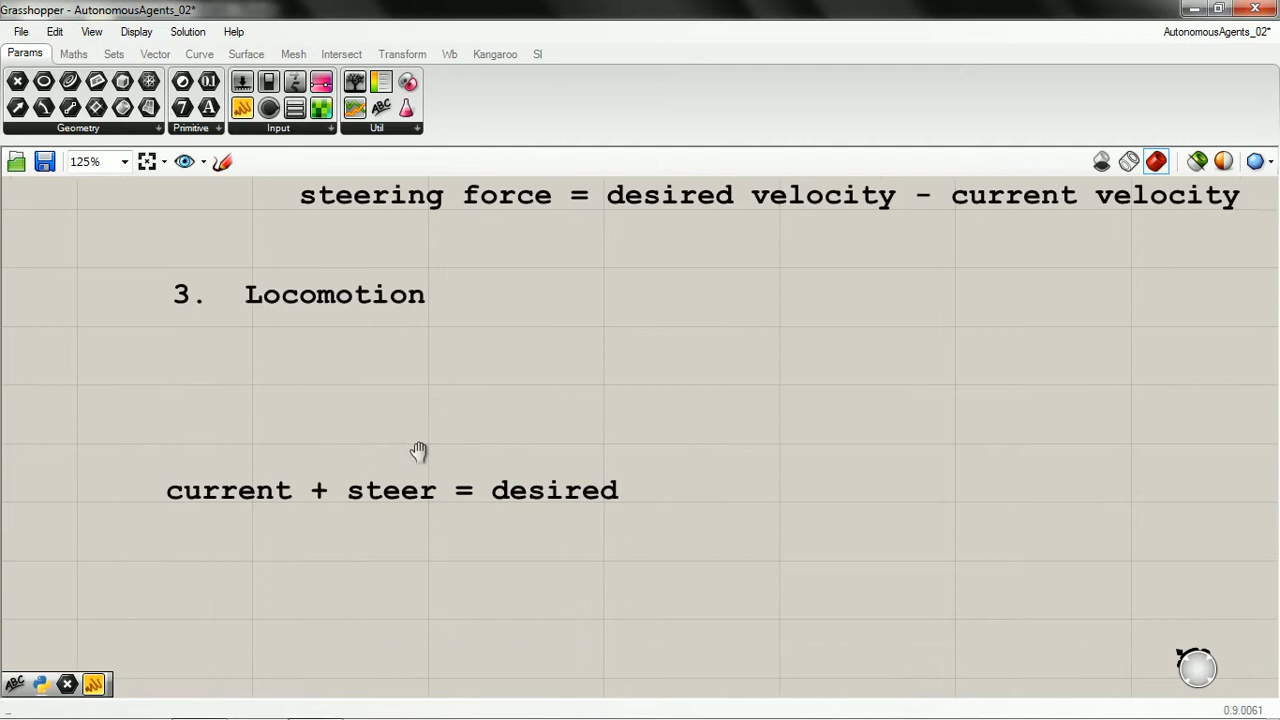 Grasshopper - AutonomousAgents_02*
File Edit View Display Solution Help
AutonomousAgents_02*
Params Maths Sets Vector Curve Surface Mesh Intersect Transform Wb Kangaroo SI
Geometry Primitive Input Util
125%
steering force = desired velocity - current velocity
3. Locomotion
current + steer = desired
0.9.0061